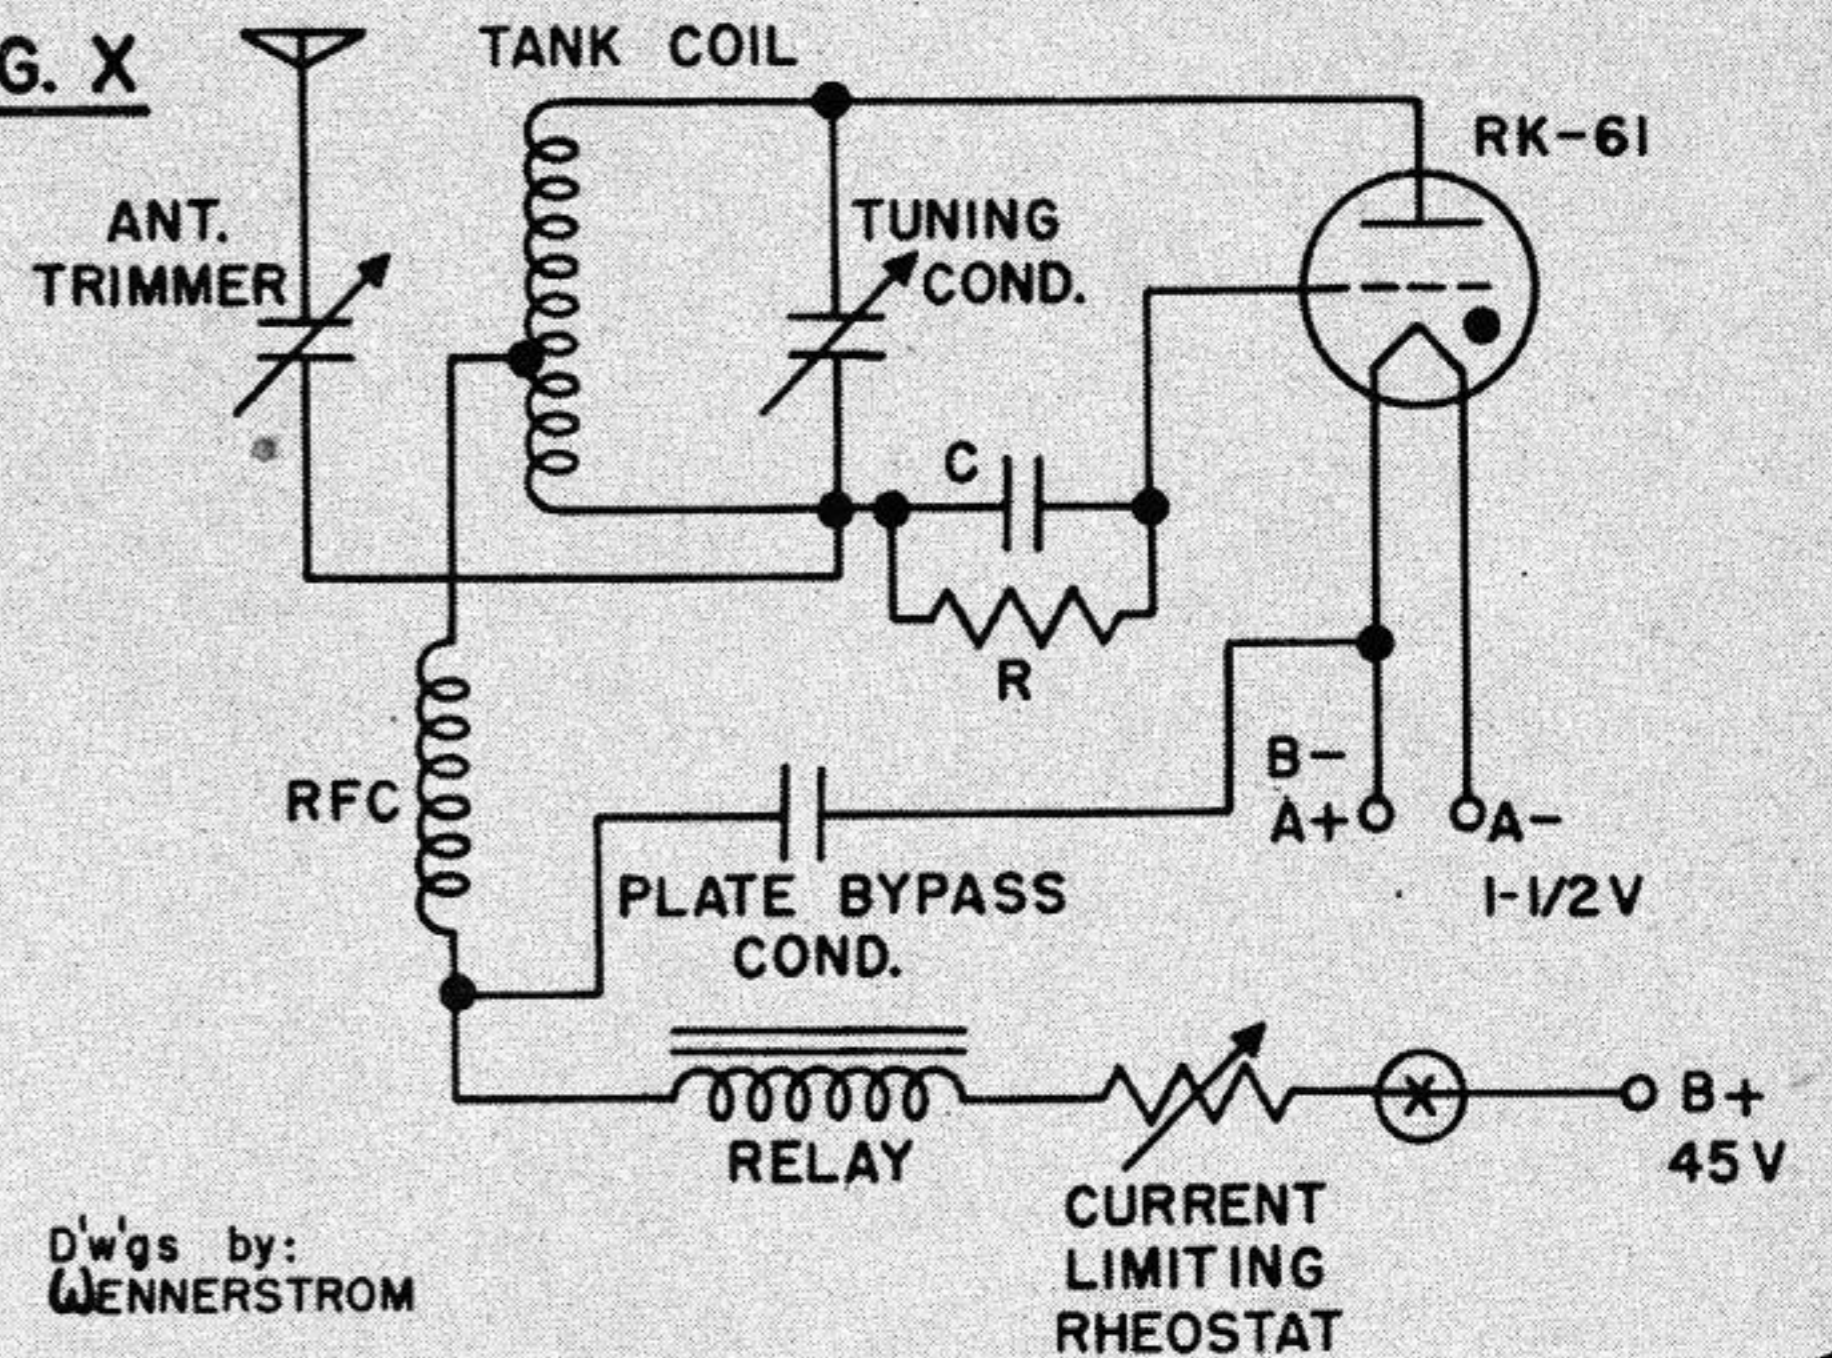 G. X
TANK COIL
RK-61
ANT.
TRIMMER
TUNING
COND.
C
R
RFC
B-
A+
A-
1-1/2V
PLATE BYPASS
COND.
RELAY
X
B+
45V
CURRENT
LIMITING
RHEOSTAT
D'w'gs by:
WENNERSTROM